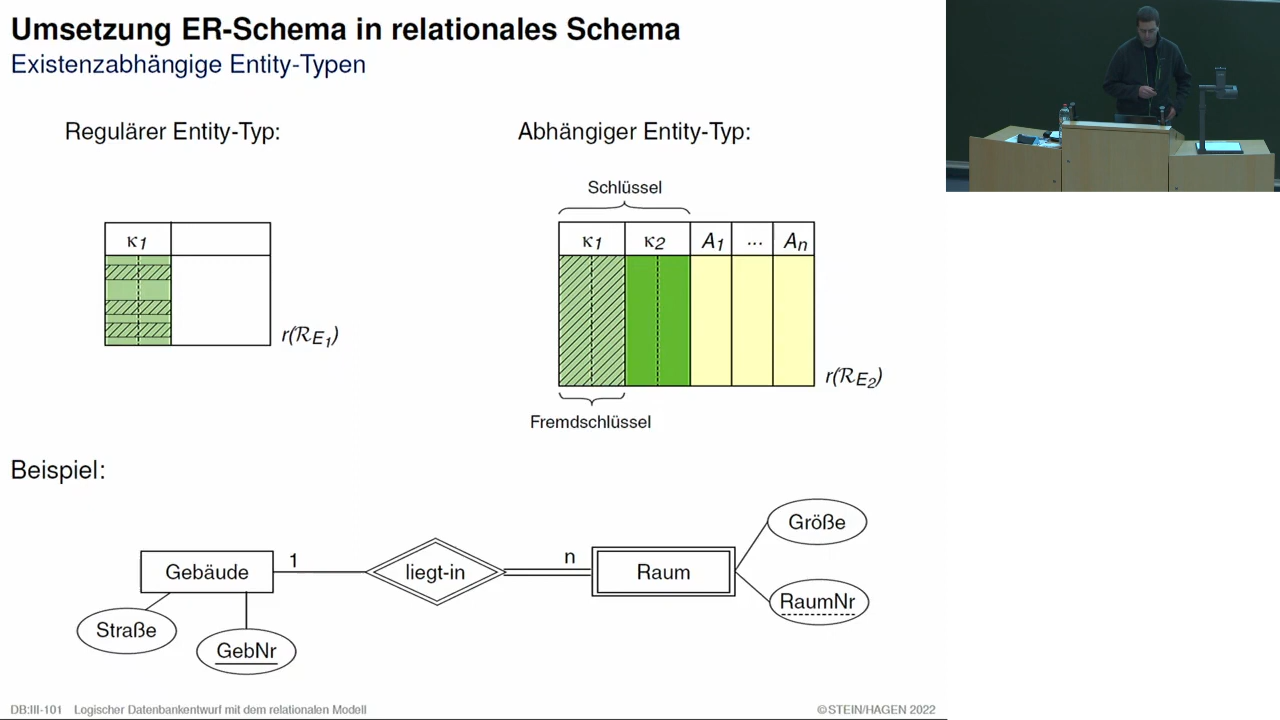 Umsetzung ER-Schema in relationales Schema
Existenzabhängige Entity-Typen
Regulärer Entity-Typ:
Abhängiger Entity-Typ:
Schlüssel
κ1
κ1 κ2 A1 ... An
r(RE1)
r(RE2)
Fremdschlüssel
Beispiel:
Größe
1 n
Gebäude liegt-in Raum
RaumNr
Straße
GebNr
DB:III-101 Logischer Datenbankentwurf mit dem relationalen Modell ©STEIN/HAGEN 2022